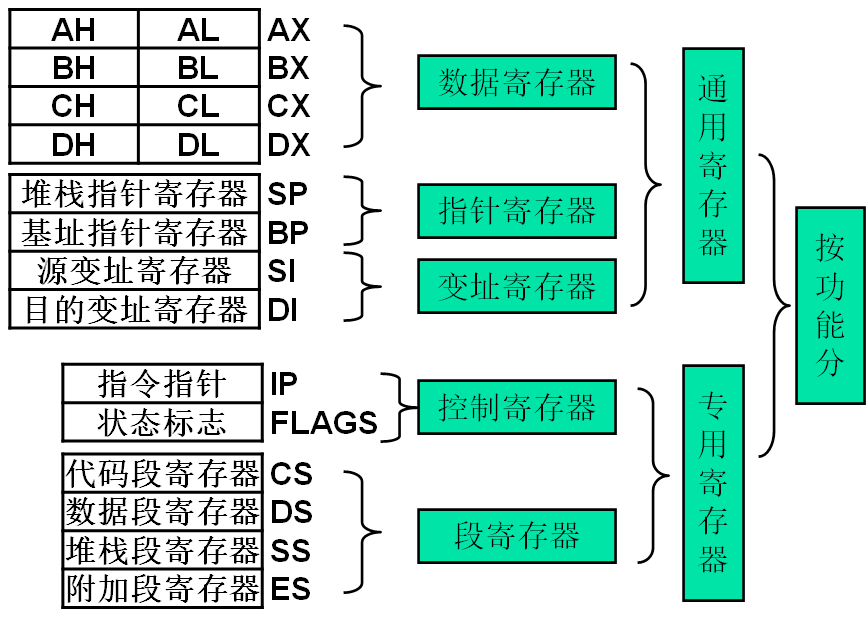 AH AL AX
BH BL BX
CH CL CX
DH DL DX
数据寄存器
堆栈指针寄存器 SP
基址指针寄存器 BP
指针寄存器
源变址寄存器 SI
目的变址寄存器 DI
变址寄存器
通用寄存器
指令指针 IP
状态标志 FLAGS
控制寄存器
代码段寄存器 CS
数据段寄存器 DS
堆栈段寄存器 SS
附加段寄存器 ES
段寄存器
专用寄存器
按功能分